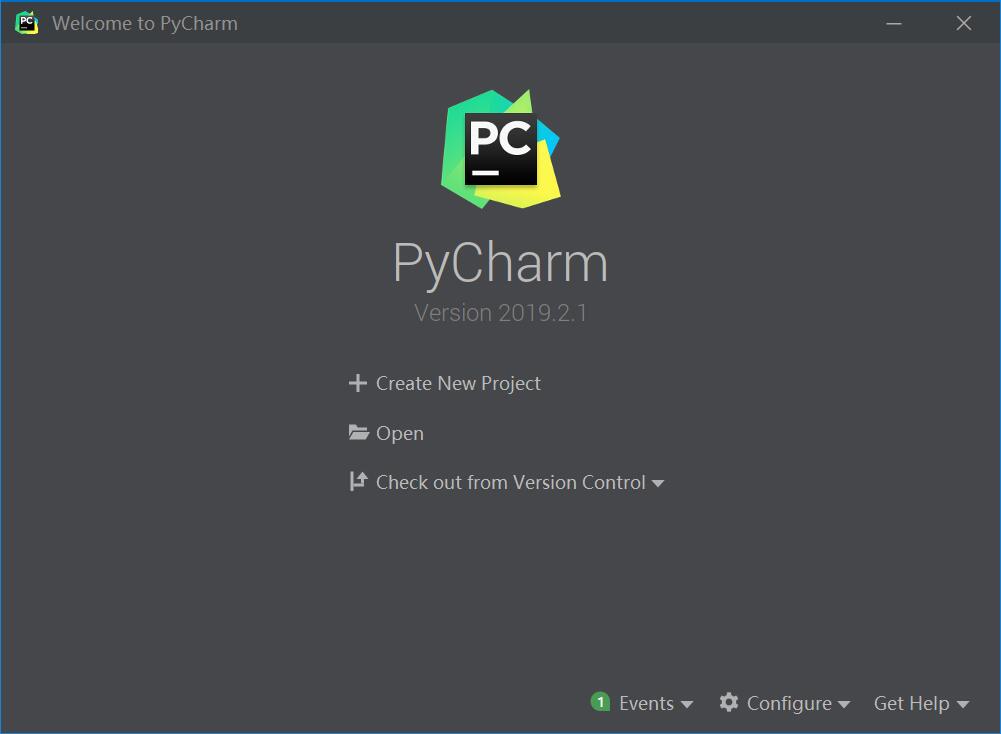 Welcome to PyCharm
PC
PyCharm
Version 2019.2.1
Create New Project
Open
Check out from Version Control
1 Events Configure Get Help